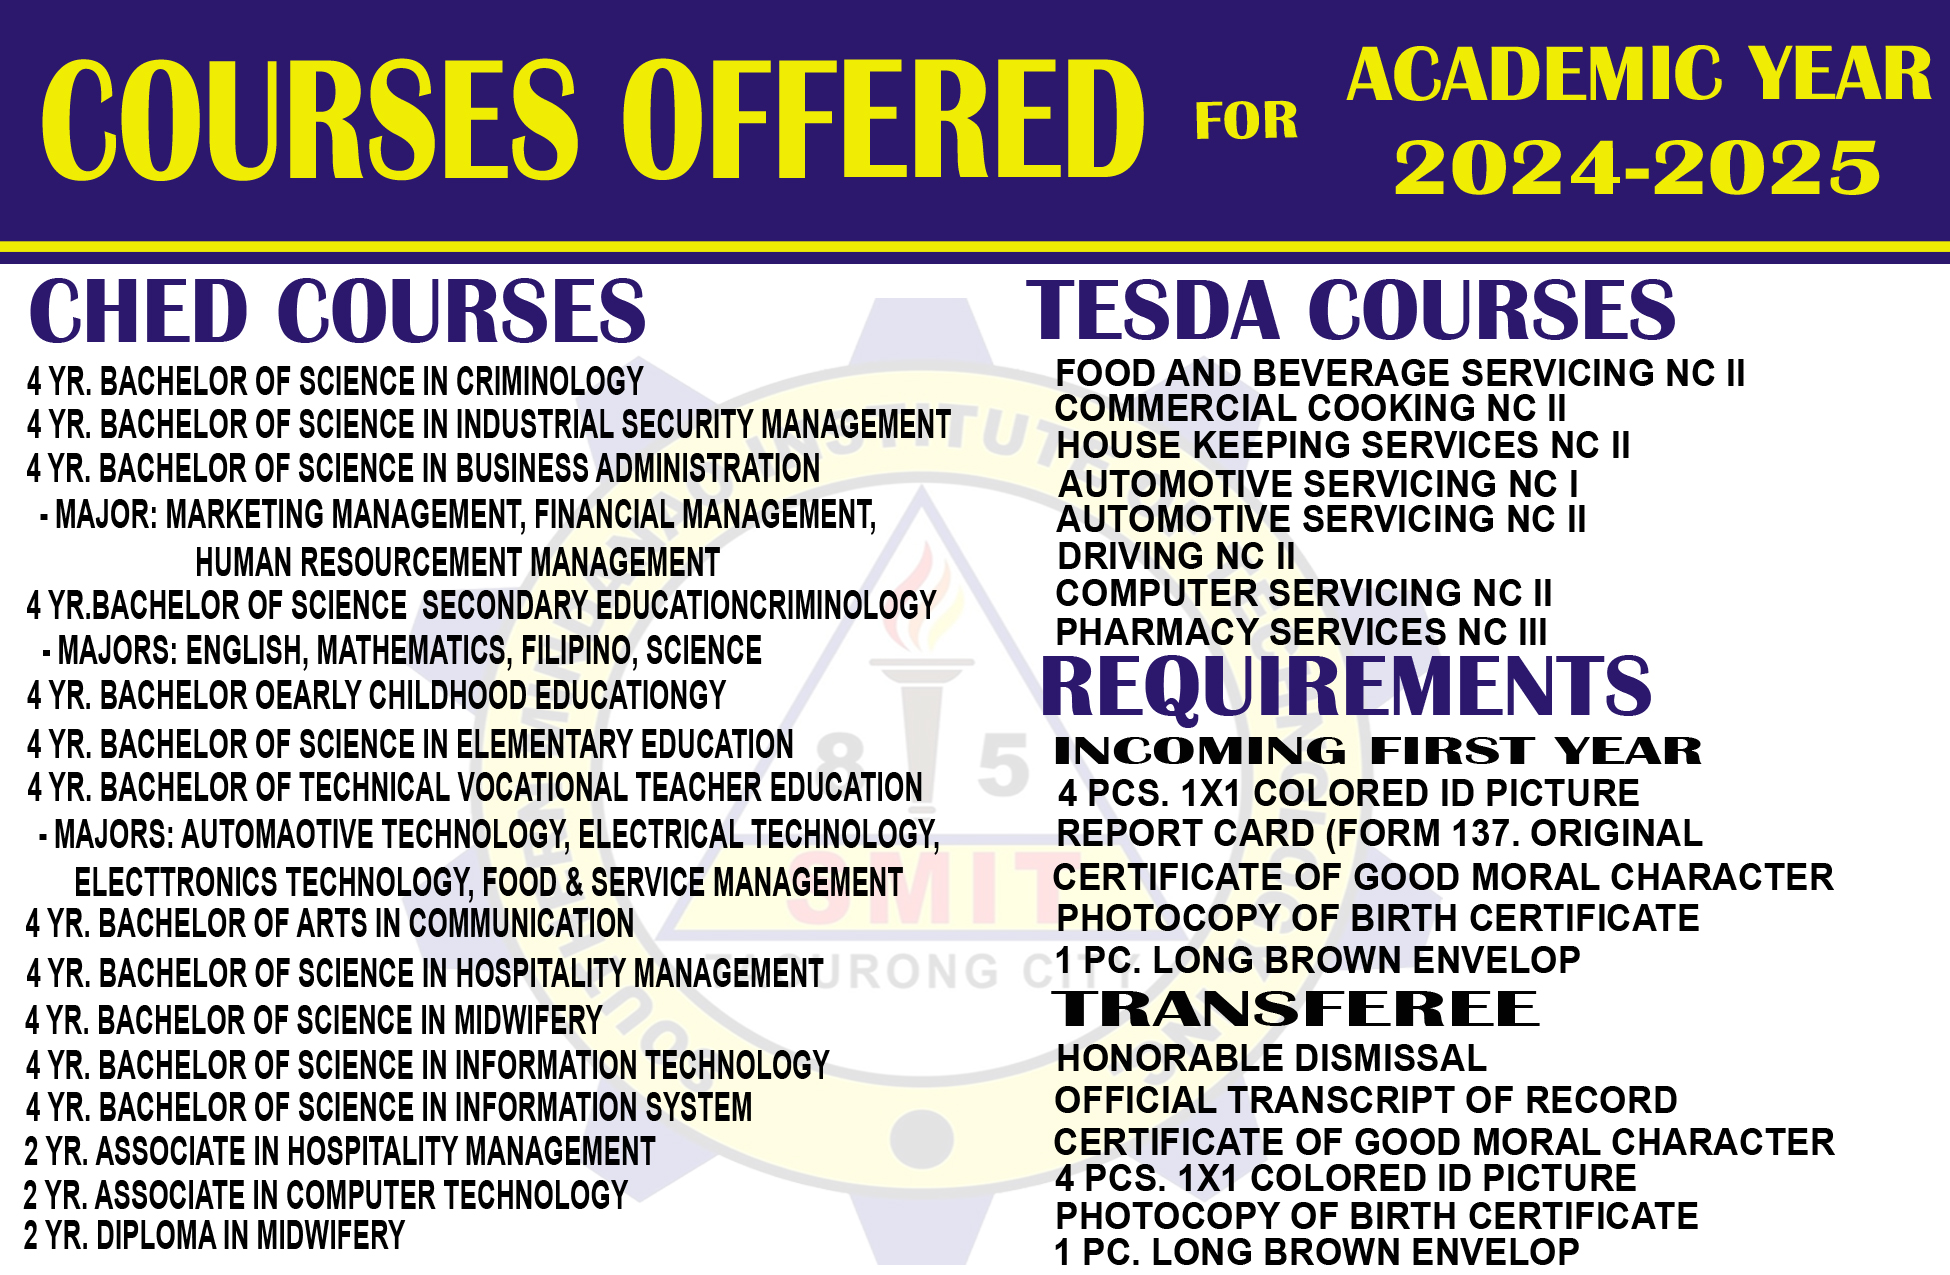 COURSES OFFERED FOR ACADEMIC YEAR
2024-2025
CHED COURSES
4 YR. BACHELOR OF SCIENCE IN CRIMINOLOGY
4 YR. BACHELOR OF SCIENCE IN INDUSTRIAL SECURITY MANAGEMENT
4 YR. BACHELOR OF SCIENCE IN BUSINESS ADMINISTRATION
- MAJOR: MARKETING MANAGEMENT, FINANCIAL MANAGEMENT,
HUMAN RESOURCEMENT MANAGEMENT
4 YR.BACHELOR OF SCIENCE  SECONDARY EDUCATIONCRIMINOLOGY
- MAJORS: ENGLISH, MATHEMATICS, FILIPINO, SCIENCE
4 YR. BACHELOR OEARLY CHILDHOOD EDUCATIONGY
4 YR. BACHELOR OF SCIENCE IN ELEMENTARY EDUCATION
4 YR. BACHELOR OF TECHNICAL VOCATIONAL TEACHER EDUCATION
- MAJORS: AUTOMAOTIVE TECHNOLOGY, ELECTRICAL TECHNOLOGY,
ELECTTRONICS TECHNOLOGY, FOOD & SERVICE MANAGEMENT
4 YR. BACHELOR OF ARTS IN COMMUNICATION
4 YR. BACHELOR OF SCIENCE IN HOSPITALITY MANAGEMENT
4 YR. BACHELOR OF SCIENCE IN MIDWIFERY
4 YR. BACHELOR OF SCIENCE IN INFORMATION TECHNOLOGY
4 YR. BACHELOR OF SCIENCE IN INFORMATION SYSTEM
2 YR. ASSOCIATE IN HOSPITALITY MANAGEMENT
2 YR. ASSOCIATE IN COMPUTER TECHNOLOGY
2 YR. DIPLOMA IN MIDWIFERY
TESDA COURSES
FOOD AND BEVERAGE SERVICING NC II
COMMERCIAL COOKING NC II
HOUSE KEEPING SERVICES NC II
AUTOMOTIVE SERVICING NC I
AUTOMOTIVE SERVICING NC II
DRIVING NC II
COMPUTER SERVICING NC II
PHARMACY SERVICES NC III
REQUIREMENTS
INCOMING FIRST YEAR
4 PCS. 1X1 COLORED ID PICTURE
REPORT CARD (FORM 137. ORIGINAL
CERTIFICATE OF GOOD MORAL CHARACTER
PHOTOCOPY OF BIRTH CERTIFICATE
1 PC. LONG BROWN ENVELOP
TRANSFEREE
HONORABLE DISMISSAL
OFFICIAL TRANSCRIPT OF RECORD
CERTIFICATE OF GOOD MORAL CHARACTER
4 PCS. 1X1 COLORED ID PICTURE
PHOTOCOPY OF BIRTH CERTIFICATE
1 PC. LONG BROWN ENVELOP
85
SMIT
TACURONG CITY
SOUTHERN MINDANAO INSTITUTE OF TECHNOLOGY